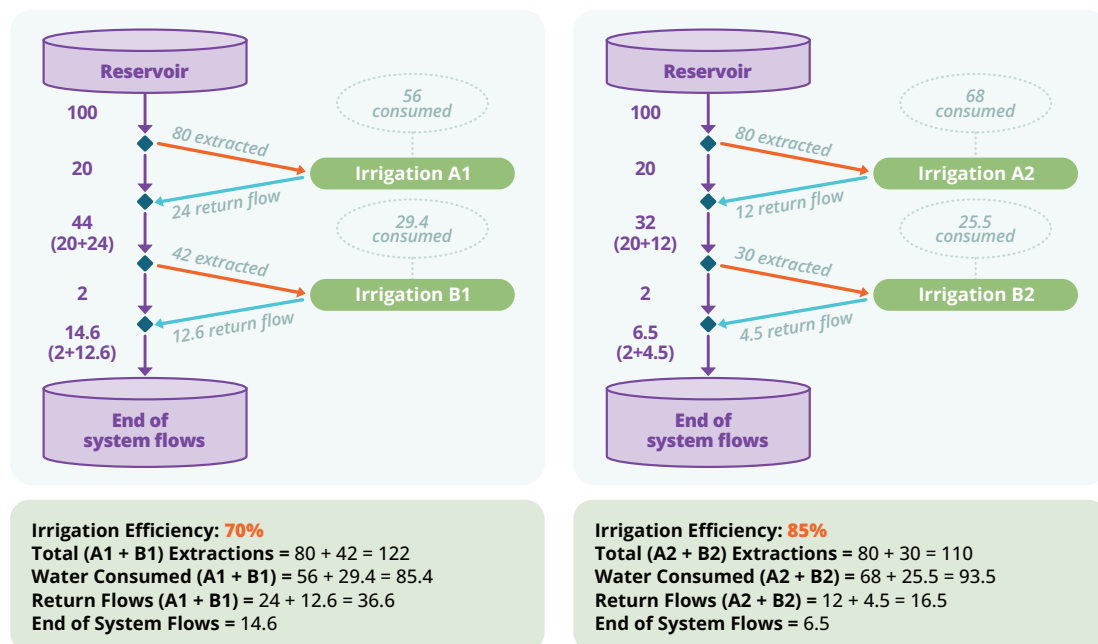 Reservoir
100
80 extracted
56
consumed
20
Irrigation A1
24 return flow
44
(20+24)
29.4
consumed
42 extracted
2
Irrigation B1
12.6 return flow
14.6
(2+12.6)
End of
system flows
Irrigation Efficiency: 70%
Total (A1 + B1) Extractions = 80 + 42 = 122
Water Consumed (A1 + B1) = 56 + 29.4 = 85.4
Return Flows (A1 + B1) = 24 + 12.6 = 36.6
End of System Flows = 14.6
Reservoir
100
80 extracted
68
consumed
20
Irrigation A2
12 return flow
32
(20+12)
25.5
consumed
30 extracted
2
Irrigation B2
4.5 return flow
6.5
(2+4.5)
End of
system flows
Irrigation Efficiency: 85%
Total (A2 + B2) Extractions = 80 + 30 = 110
Water Consumed (A2 + B2) = 68 + 25.5 = 93.5
Return Flows (A2 + B2) = 12 + 4.5 = 16.5
End of System Flows = 6.5